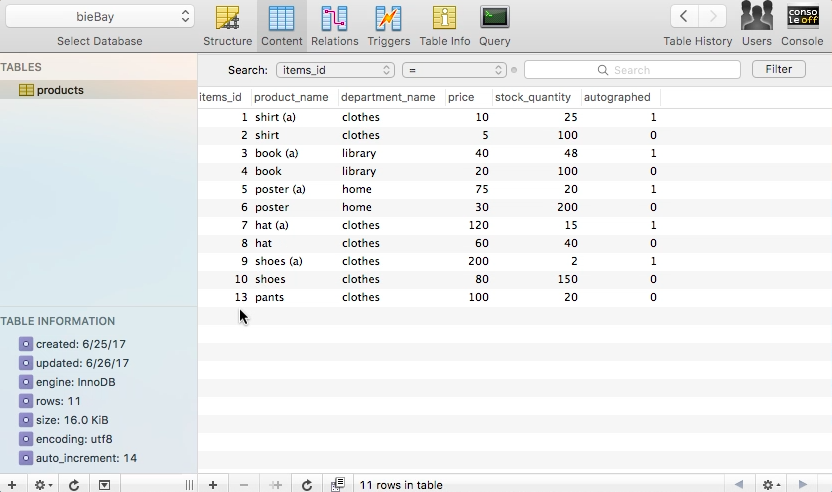 bieBay
Select Database
Structure Content Relations Triggers Table Info Query
Table History Users Console
conso
le off
TABLES
products
Search: items_id = Search Filter
items_id product_name department_name price stock_quantity autographed
1 shirt (a) clothes 10 25 1
2 shirt clothes 5 100 0
3 book (a) library 40 48 1
4 book library 20 100 0
5 poster (a) home 75 20 1
6 poster home 30 200 0
7 hat (a) clothes 120 15 1
8 hat clothes 60 40 0
9 shoes (a) clothes 200 2 1
10 shoes clothes 80 150 0
13 pants clothes 100 20 0
TABLE INFORMATION
created: 6/25/17
updated: 6/26/17
engine: InnoDB
rows: 11
size: 16.0 KiB
encoding: utf8
auto_increment: 14
11 rows in table